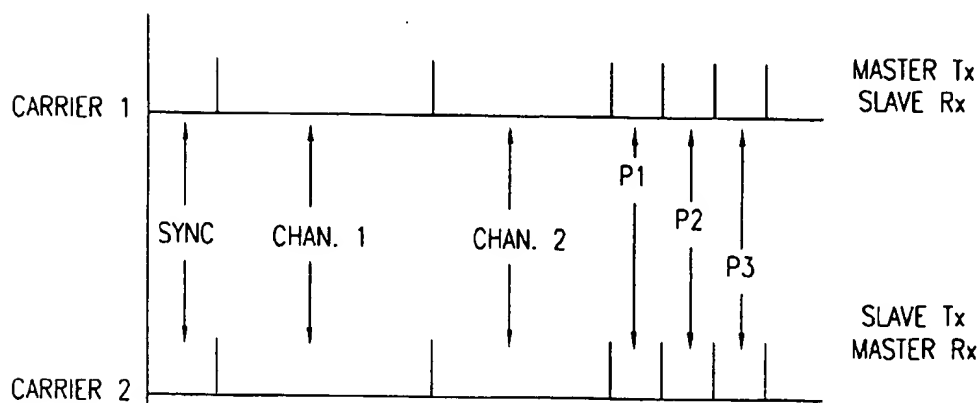 MASTER Tx
CARRIER 1 SLAVE Rx
P1
SYNC CHAN. 1 CHAN. 2 P2
P3
SLAVE Tx
MASTER Rx
CARRIER 2